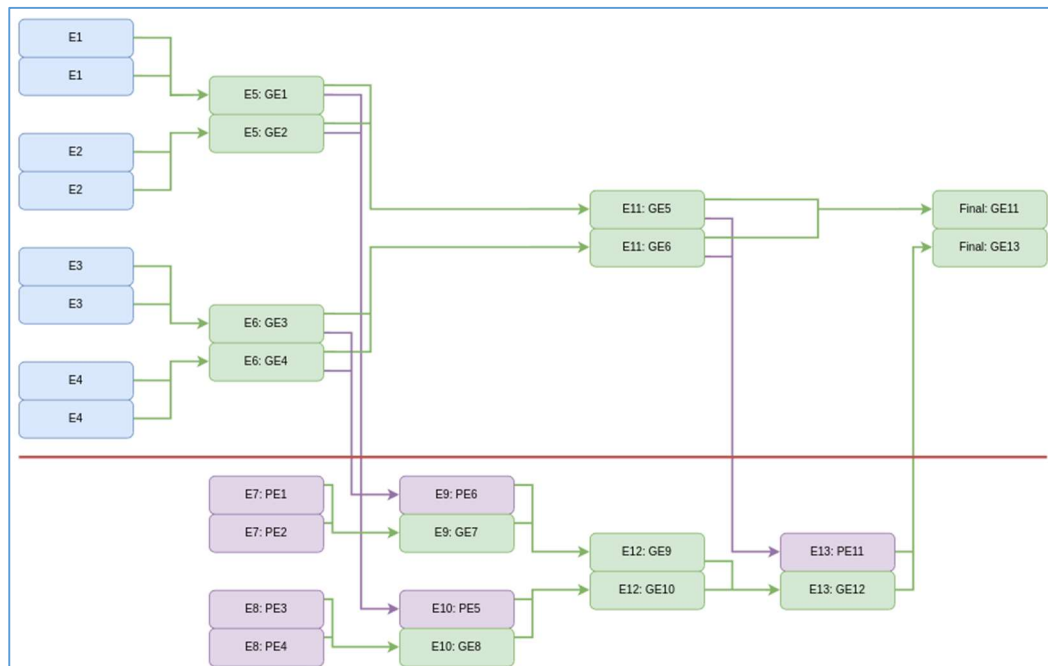 E1
E1
E2
E2
E3
E3
E4
E4
E5: GE1
E5: GE2
E6: GE3
E6: GE4
E11: GE5
E11: GE6
Final: GE11
Final: GE13
E7: PE1
E7: PE2
E8: PE3
E8: PE4
E9: PE6
E9: GE7
E10: PE5
E10: GE8
E12: GE9
E12: GE10
E13: PE11
E13: GE12